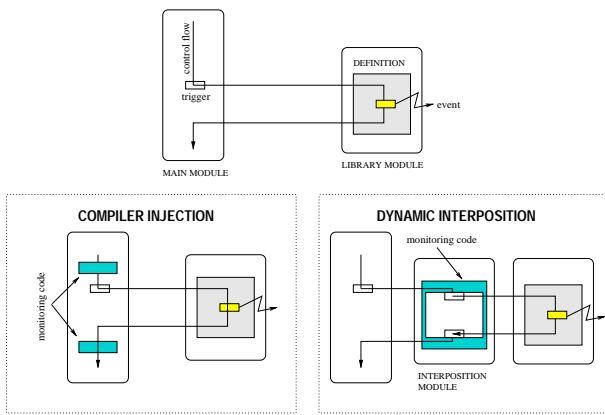 control flow
trigger
MAIN MODULE
DEFINITION
event
LIBRARY MODULE
COMPILER INJECTION
monitoring code
DYNAMIC INTERPOSITION
monitoring code
INTERPOSITION
MODULE